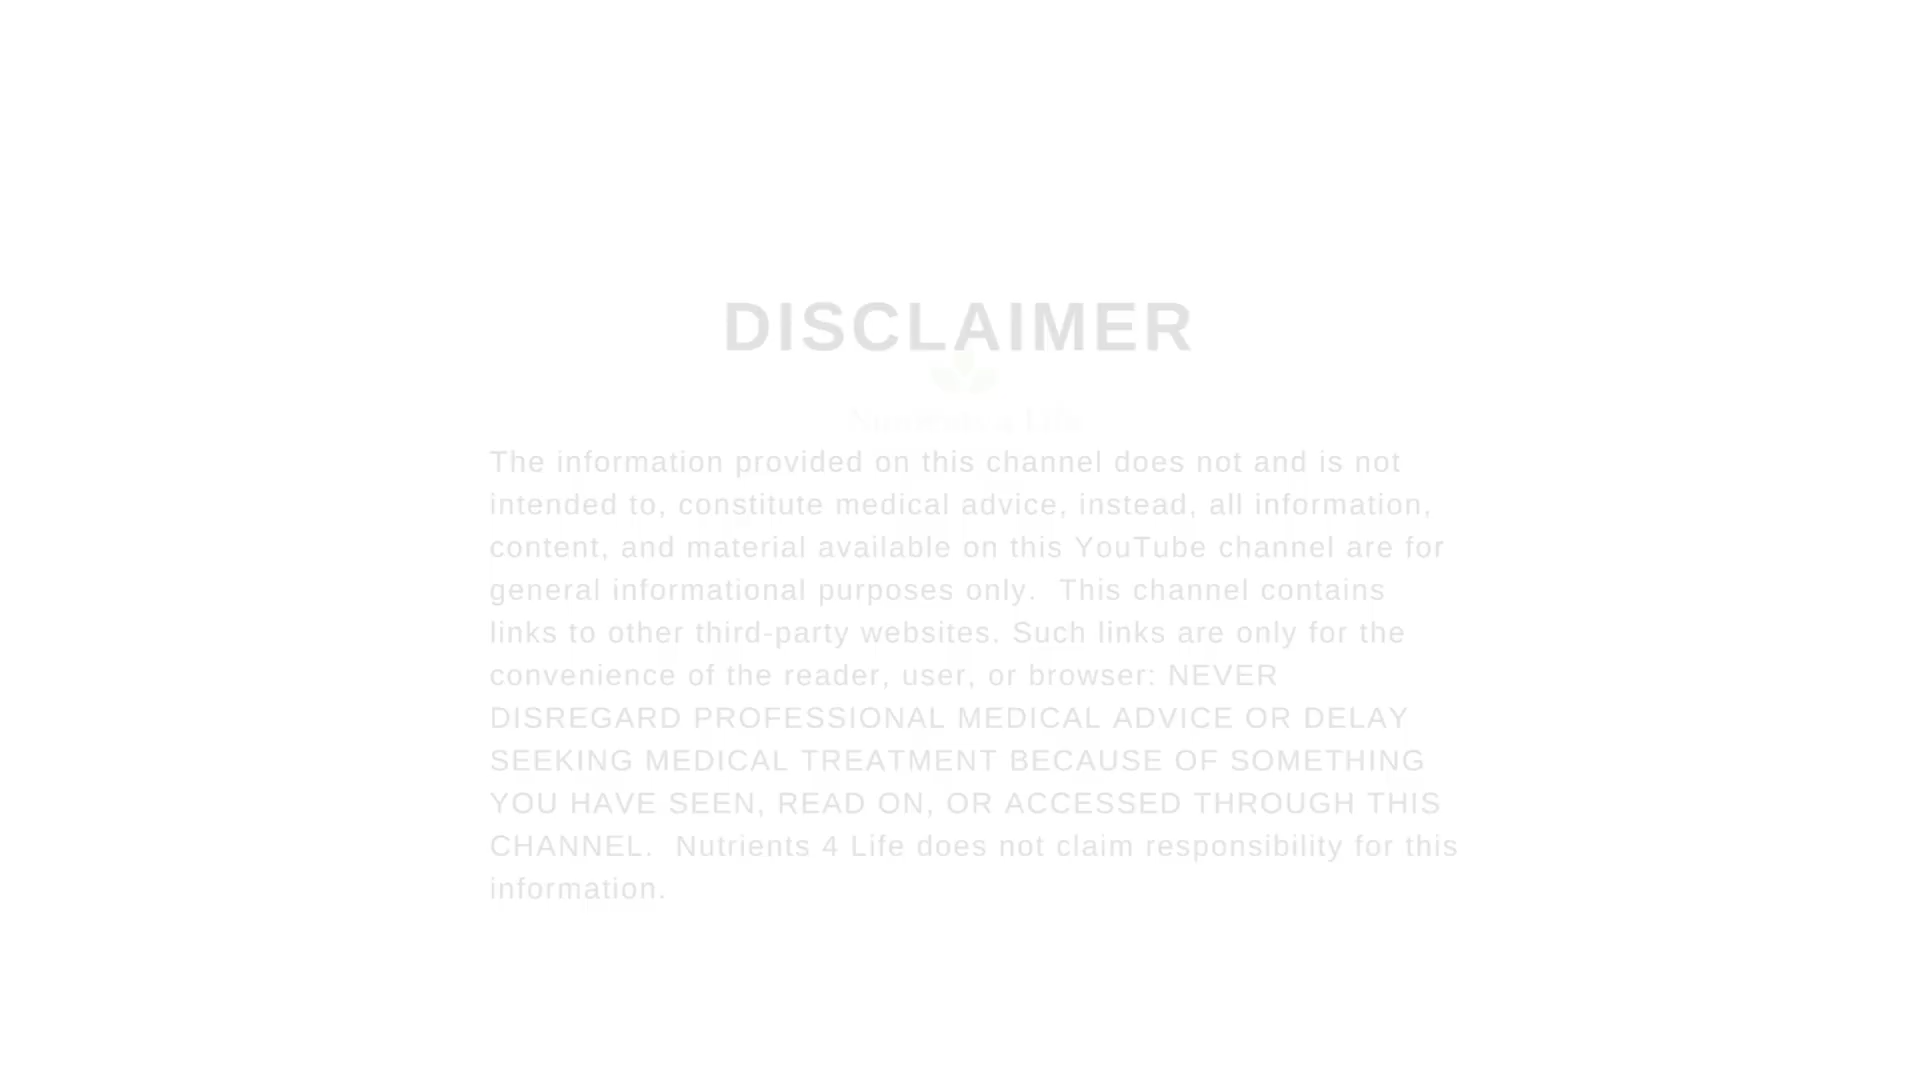 DISCLAIMER
Nutrients 4 Life
The information provided on this channel does not and is not
intended to, constitute medical advice, instead, all information,
content, and material available on this YouTube channel are for
general informational purposes only.  This channel contains
links to other third-party websites. Such links are only for the
convenience of the reader, user, or browser: NEVER
DISREGARD PROFESSIONAL MEDICAL ADVICE OR DELAY
SEEKING MEDICAL TREATMENT BECAUSE OF SOMETHING
YOU HAVE SEEN, READ ON, OR ACCESSED THROUGH THIS
CHANNEL.  Nutrients 4 Life does not claim responsibility for this
information.